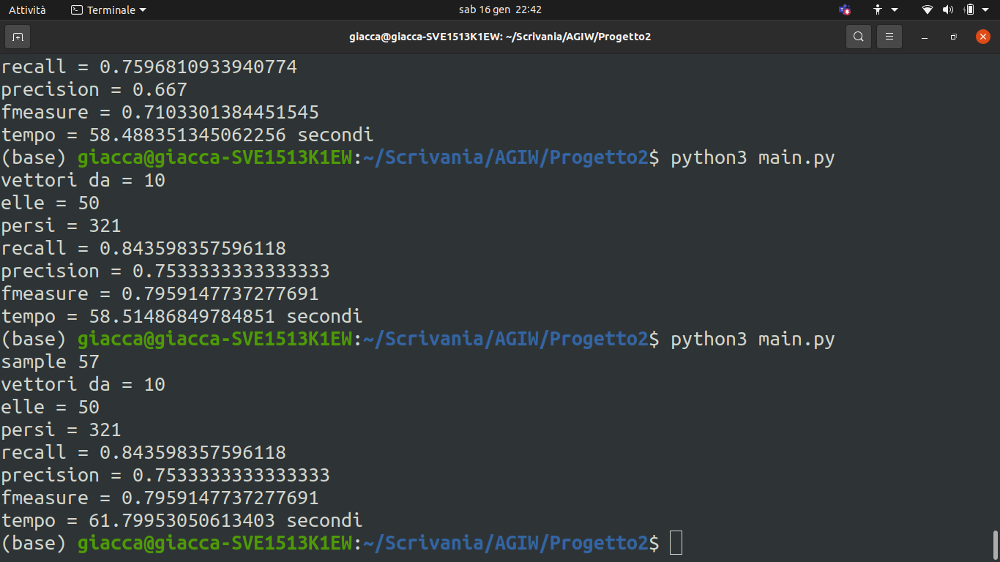 Attività Terminale sab 16 gen 22:42
giacca@giacca-SVE1513K1EW: ~/Scrivania/AGIW/Progetto2
recall = 0.7596810933940774
precision = 0.667
fmeasure = 0.7103301384451545
tempo = 58.488351345062256 secondi
(base) giacca@giacca-SVE1513K1EW:~/Scrivania/AGIW/Progetto2$ python3 main.py
vettori da = 10
elle = 50
persi = 321
recall = 0.843598357596118
precision = 0.7533333333333333
fmeasure = 0.7959147737277691
tempo = 58.51486849784851 secondi
(base) giacca@giacca-SVE1513K1EW:~/Scrivania/AGIW/Progetto2$ python3 main.py
sample 57
vettori da = 10
elle = 50
persi = 321
recall = 0.843598357596118
precision = 0.7533333333333333
fmeasure = 0.7959147737277691
tempo = 61.79953050613403 secondi
(base) giacca@giacca-SVE1513K1EW:~/Scrivania/AGIW/Progetto2$